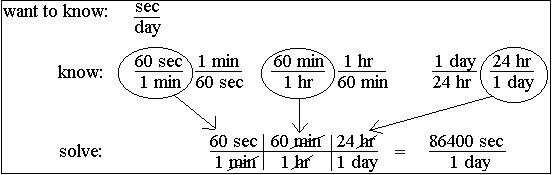 want to know: sec
day
know: 60 sec 1 min 60 min 1 hr 1 day 24 hr
1 min 60 sec 1 hr 60 min 24 hr 1 day
60 sec 60 min 24 hr 86400 sec
solve: =
1 min 1 hr 1 day 1 day